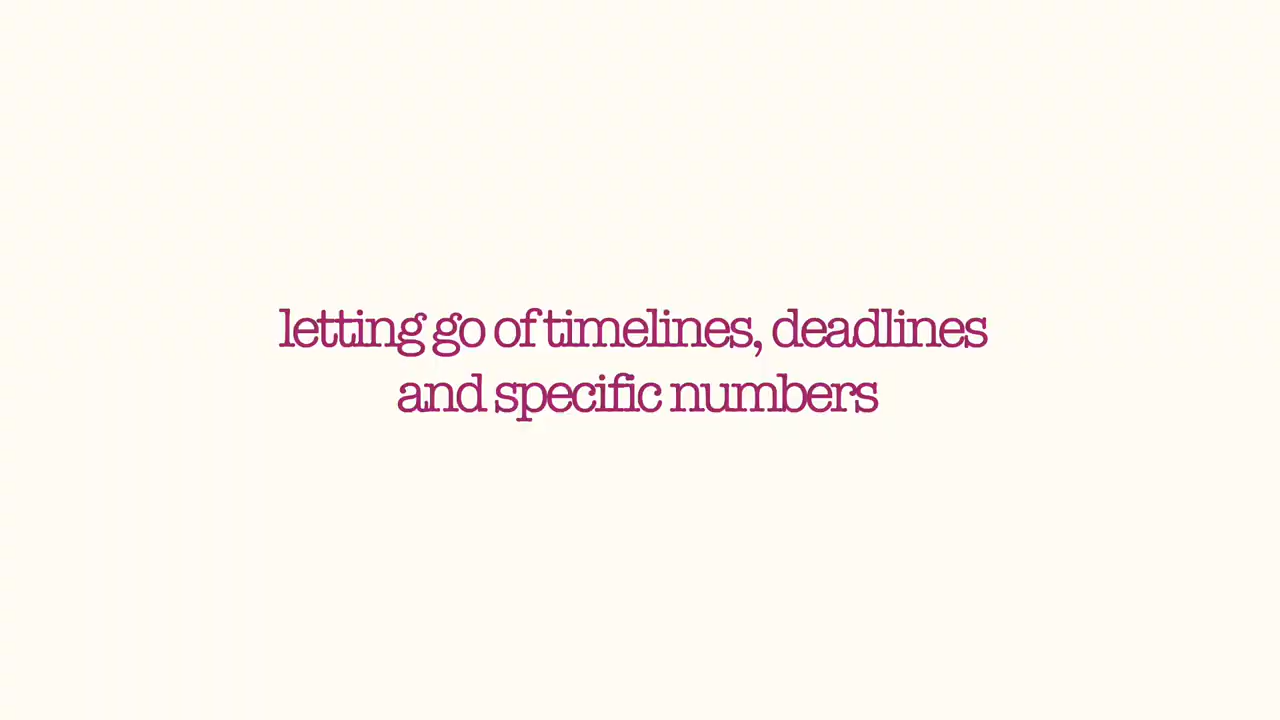 letting go of timelines, deadlines
and specific numbers